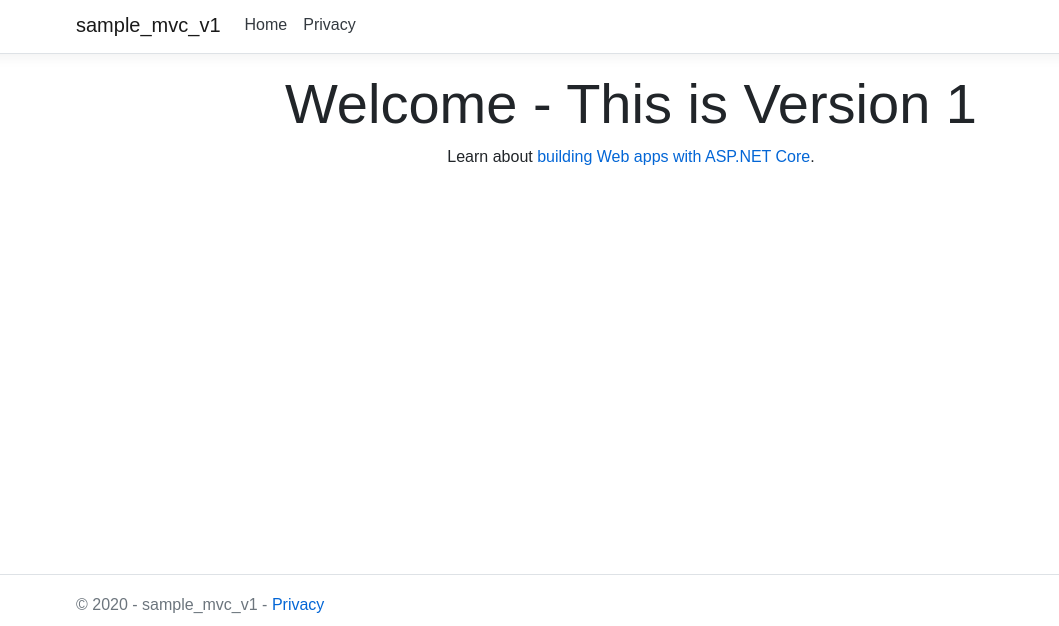 sample_mvc_v1 Home Privacy
Welcome - This is Version 1
Learn about building Web apps with ASP.NET Core.
© 2020 - sample_mvc_v1 - Privacy